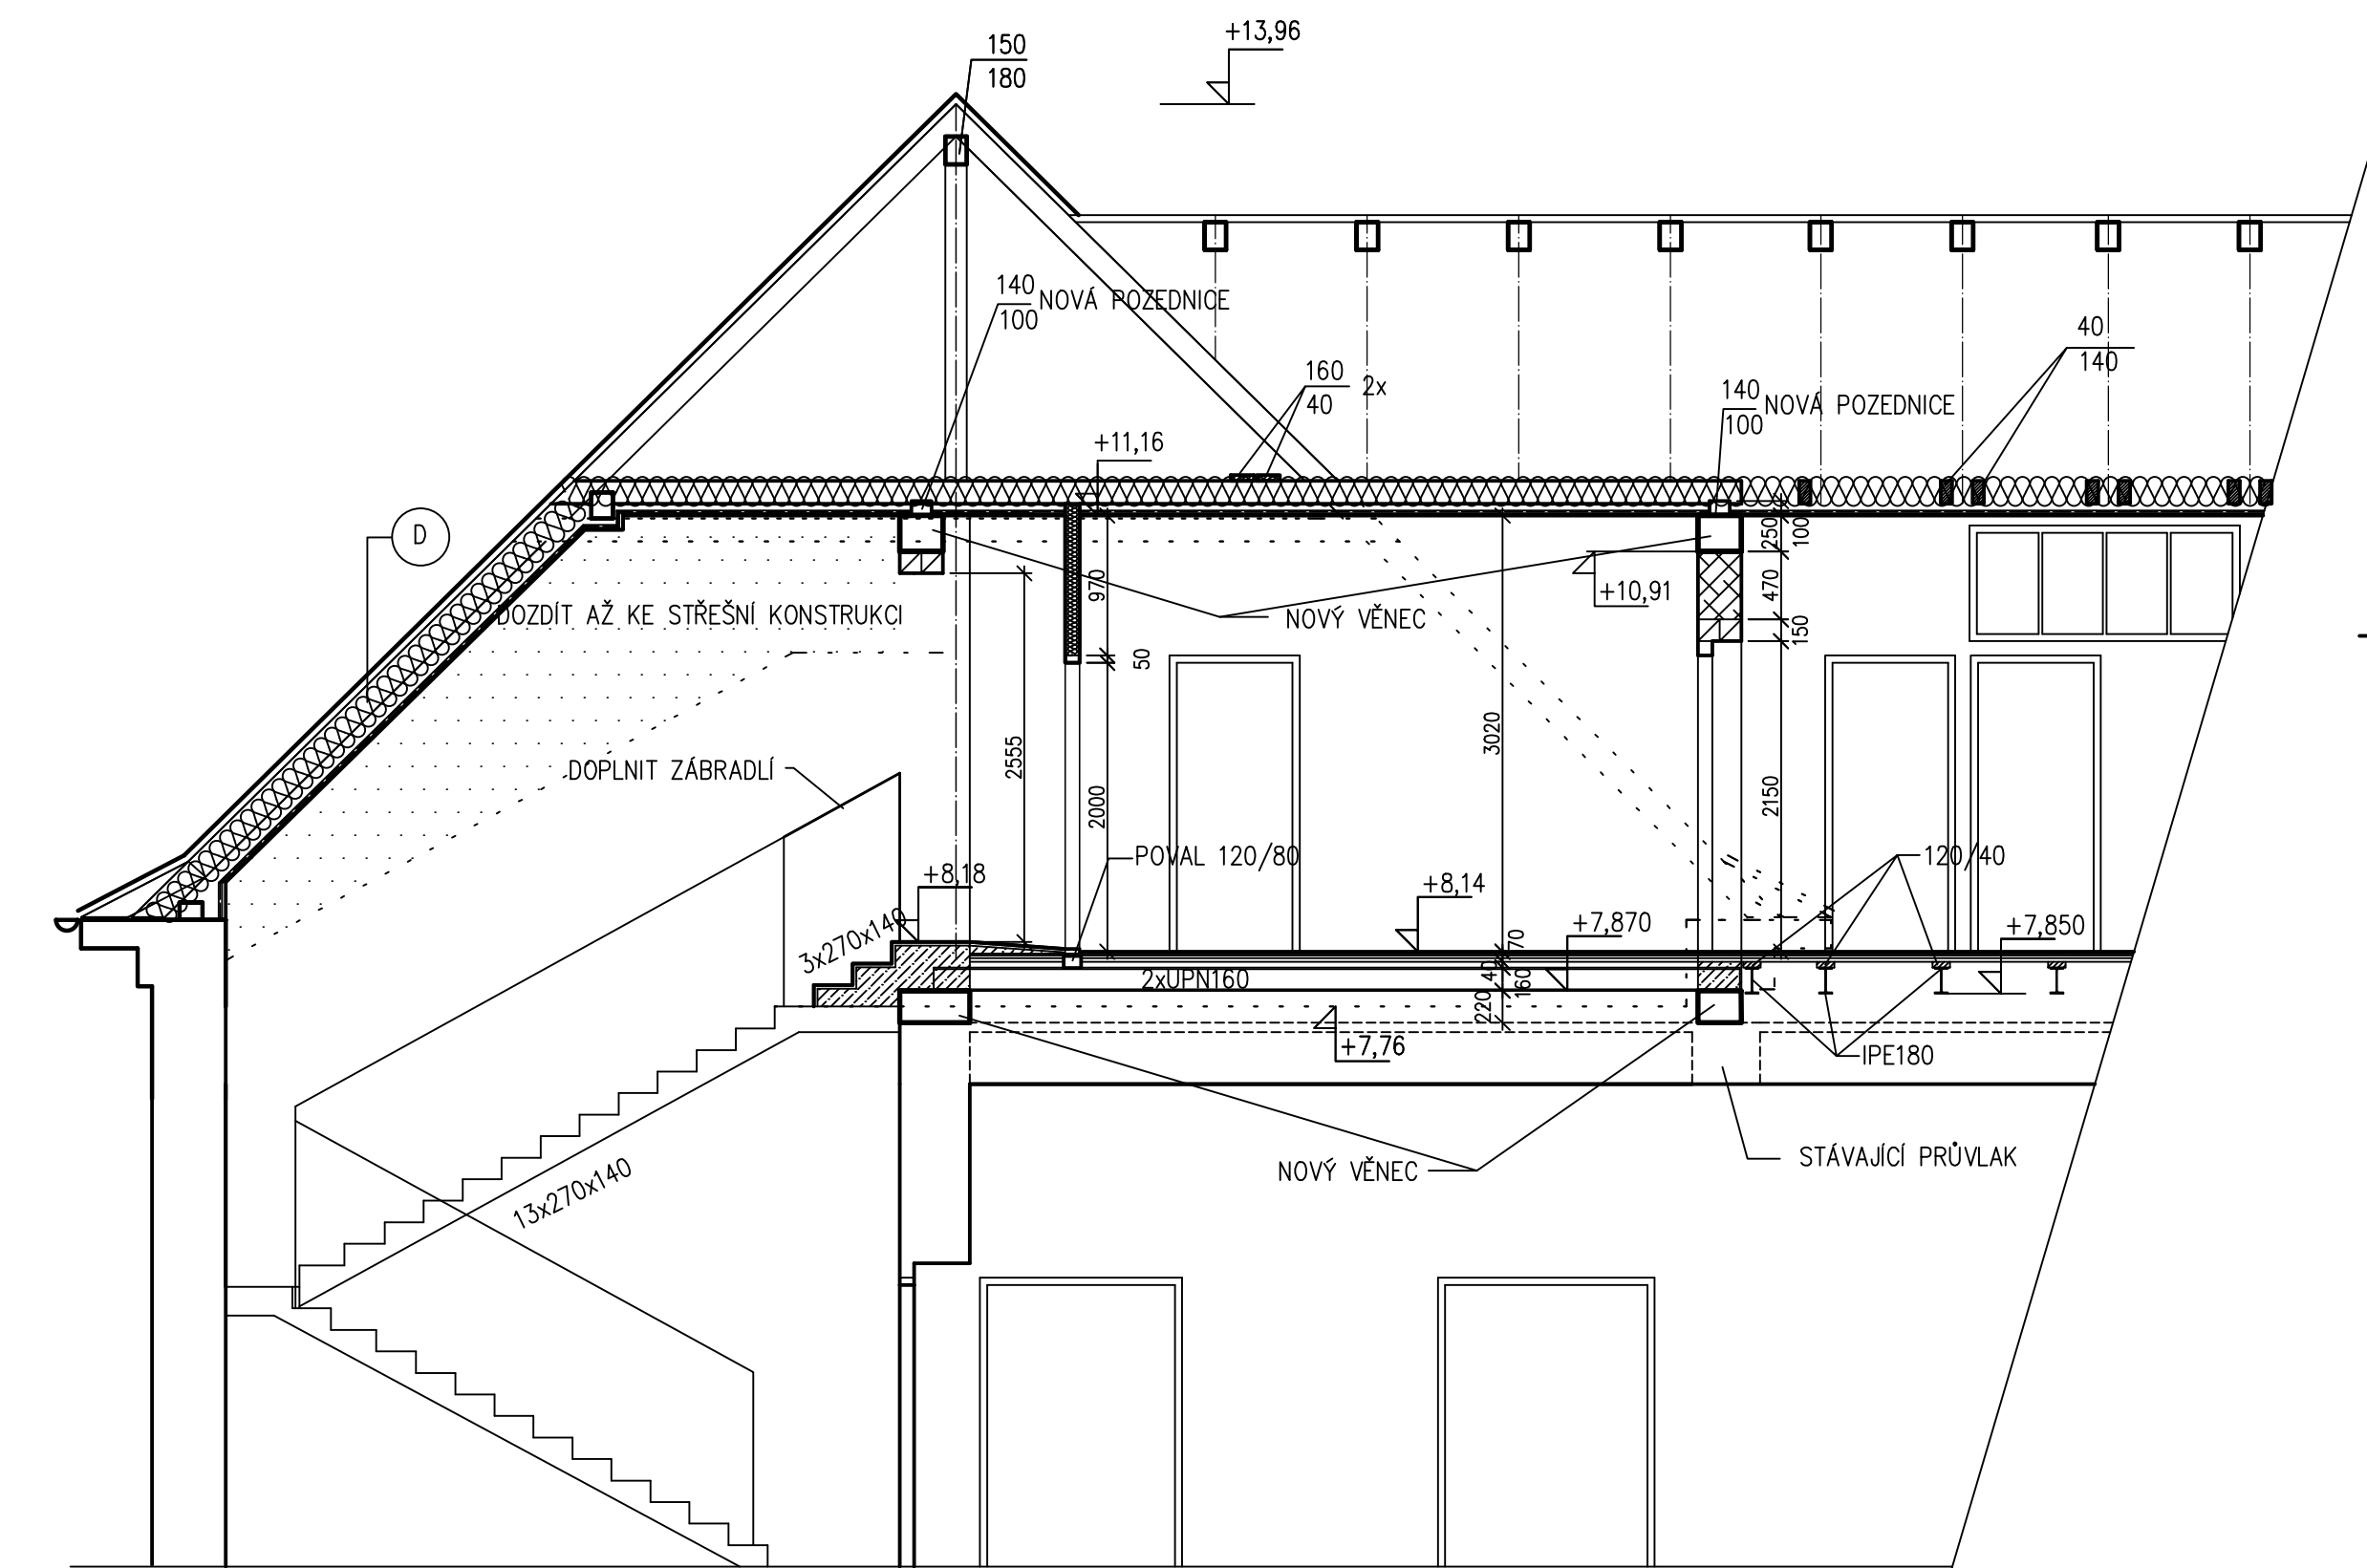 +13,96
150
180
140
NOVÁ POZEDNICE
100
40
140
160
2x
40
140
NOVÁ POZEDNICE
100
+11,16
D
250
100
970
470
+10,91
DOZDÍT AŽ KE STŘEŠNÍ KONSTRUKCI
NOVÝ VĚNEC
150
50
3020
2555
DOPLNIT ZÁBRADLÍ
2000
2150
POVAL 120/80
120/40
+8,18
+8,14
3x270x140
+7,870
+7,850
70
40
2xUPN160
160
220
+7,76
IPE180
STÁVAJÍCÍ PRŮVLAK
NOVÝ VĚNEC
13x270x140